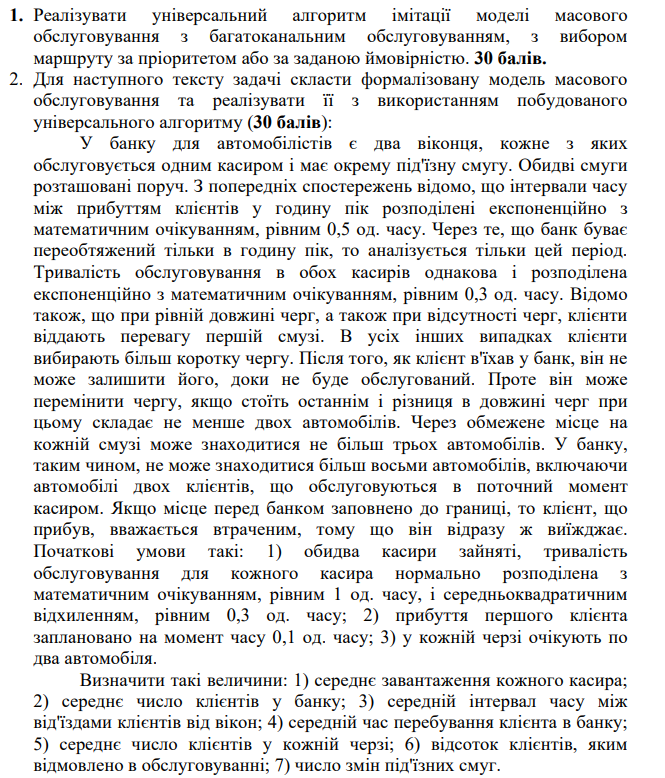 1. Реалізувати універсальний алгоритм імітації моделі масового
обслуговування з багатоканальним обслуговуванням, з вибором
маршруту за пріоритетом або за заданою ймовірністю. 30 балів.
2. Для наступного тексту задачі скласти формалізовану модель масового
обслуговування та реалізувати її з використанням побудованого
універсального алгоритму (30 балів):
У банку для автомобілістів є два віконця, кожне з яких
обслуговується одним касиром і має окрему під'їзну смугу. Обидві смуги
розташовані поруч. З попередніх спостережень відомо, що інтервали часу
між прибуттям клієнтів у годину пік розподілені експоненційно з
математичним очікуванням, рівним 0,5 од. часу. Через те, що банк буває
переобтяжений тільки в годину пік, то аналізується тільки цей період.
Тривалість обслуговування в обох касирів однакова і розподілена
експоненційно з математичним очікуванням, рівним 0,3 од. часу. Відомо
також, що при рівній довжині черг, а також при відсутності черг, клієнти
віддають перевагу першій смузі. В усіх інших випадках клієнти
вибирають більш коротку чергу. Після того, як клієнт в'їхав у банк, він не
може залишити його, доки не буде обслугований. Проте він може
перемінити чергу, якщо стоїть останнім і різниця в довжині черг при
цьому складає не менше двох автомобілів. Через обмежене місце на
кожній смузі може знаходитися не більш трьох автомобілів. У банку,
таким чином, не може знаходитися більш восьми автомобілів, включаючи
автомобілі двох клієнтів, що обслуговуються в поточний момент
касиром. Якщо місце перед банком заповнено до границі, то клієнт, що
прибув, вважається втраченим, тому що він відразу ж виїжджає.
Початкові умови такі: 1) обидва касири зайняті, тривалість
обслуговування для кожного касира нормально розподілена з
математичним очікуванням, рівним 1 од. часу, і середньоквадратичним
відхиленням, рівним 0,3 од. часу; 2) прибуття першого клієнта
заплановано на момент часу 0,1 од. часу; 3) у кожній черзі очікують по
два автомобіля.
Визначити такі величини: 1) середнє завантаження кожного касира;
2) середнє число клієнтів у банку; 3) середній інтервал часу між
від'їздами клієнтів від вікон; 4) середній час перебування клієнта в банку;
5) середнє число клієнтів у кожній черзі; 6) відсоток клієнтів, яким
відмовлено в обслуговуванні; 7) число змін під'їзних смуг.